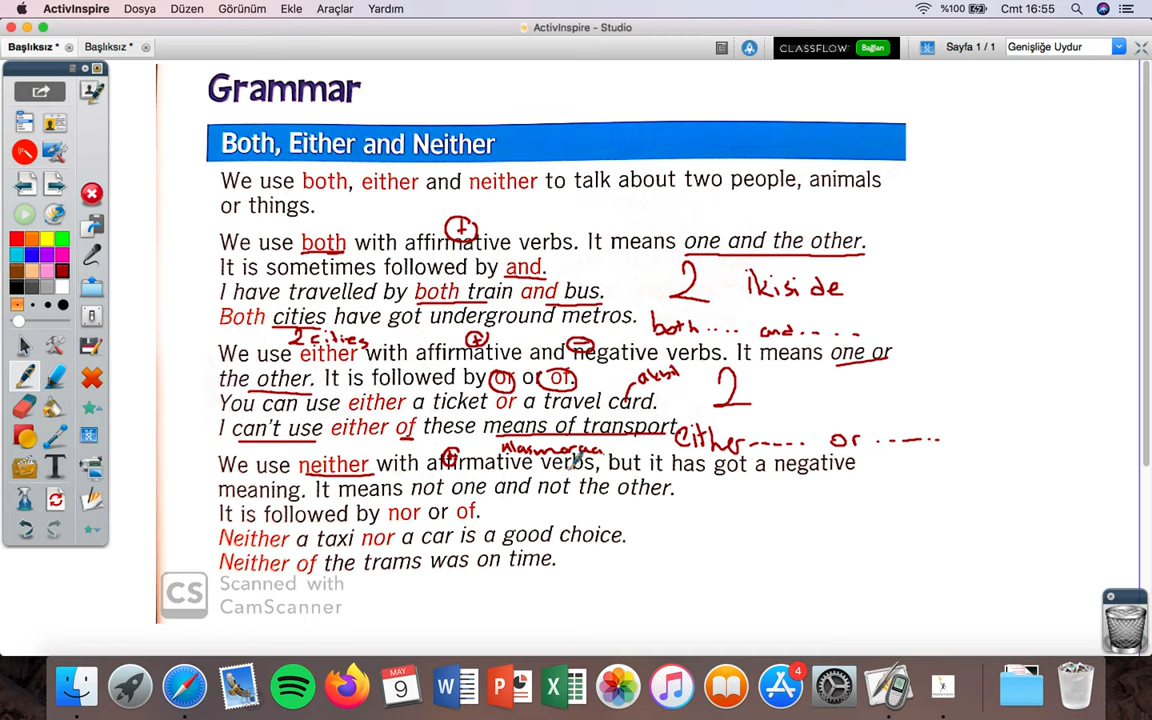 ActivInspire Dosya Düzen Görünüm Ekle Araçlar Yardım %100 Cmt 16:55
ActivInspire - Studio
Başlıksız * Başlıksız * CLASSFLOW Bağlan Sayfa 1 / 1 Genişliğe Uydur
Grammar
Both, Either and Neither
We use both, either and neither to talk about two people, animals
or things.
+
We use both with affirmative verbs. It means one and the other.
It is sometimes followed by and.
2 ikiside
I have travelled by both train and bus.
Both cities have got underground metros.
both .... and .....
2 cities + -
We use either with affirmative and negative verbs. It means one or
the other. It is followed by or or of.
2
You can use either a ticket or a travel card.
I can't use either of these means of transport.
either ..... or ......
+
We use neither with affirmative verbs, but it has got a negative
meaning. It means not one and not the other.
It is followed by nor or of.
Neither a taxi nor a car is a good choice.
Neither of the trams was on time.
CS Scanned with
CamScanner
MAY
9
4